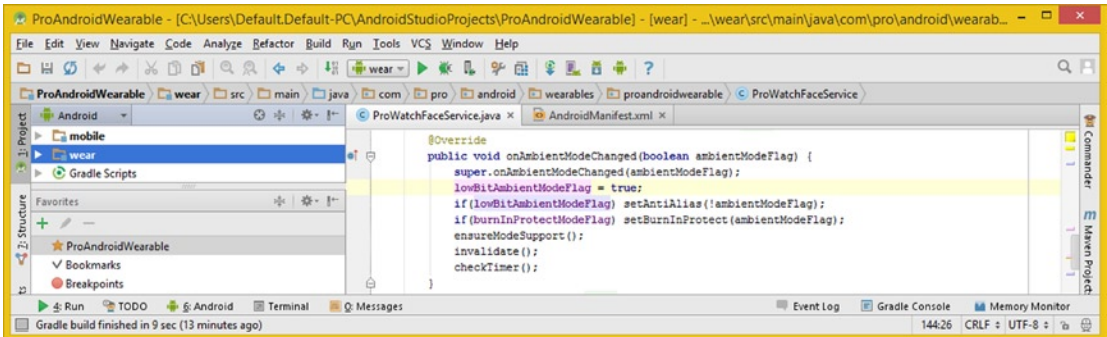 ProAndroidWearable - [C:\Users\Default.Default-PC\AndroidStudioProjects\ProAndroidWearable] - [wear] - ...\wear\src\main\java\com\pro\android\wearab...
File Edit View Navigate Code Analyze Refactor Build Run Tools VCS Window Help
wear
ProAndroidWearable wear src main java com pro android wearables proandroidwearable ProWatchFaceService
1: Project
Android
ProWatchFaceService.java
AndroidManifest.xml
Commander
mobile
wear
Gradle Scripts
@Override
public void onAmbientModeChanged(boolean ambientModeFlag) {
super.onAmbientModeChanged(ambientModeFlag);
lowBitAmbientModeFlag = true;
if(lowBitAmbientModeFlag) setAntiAlias(!ambientModeFlag);
if(burnInProtectModeFlag) setBurnInProtect(ambientModeFlag);
ensureModeSupport();
invalidate();
checkTimer();
}
2: Structure
Favorites
ProAndroidWearable
Bookmarks
Breakpoints
Maven Project
4: Run TODO 6: Android Terminal 0: Messages Event Log Gradle Console Memory Monitor
Gradle build finished in 9 sec (13 minutes ago) 144:26 CRLF UTF-8